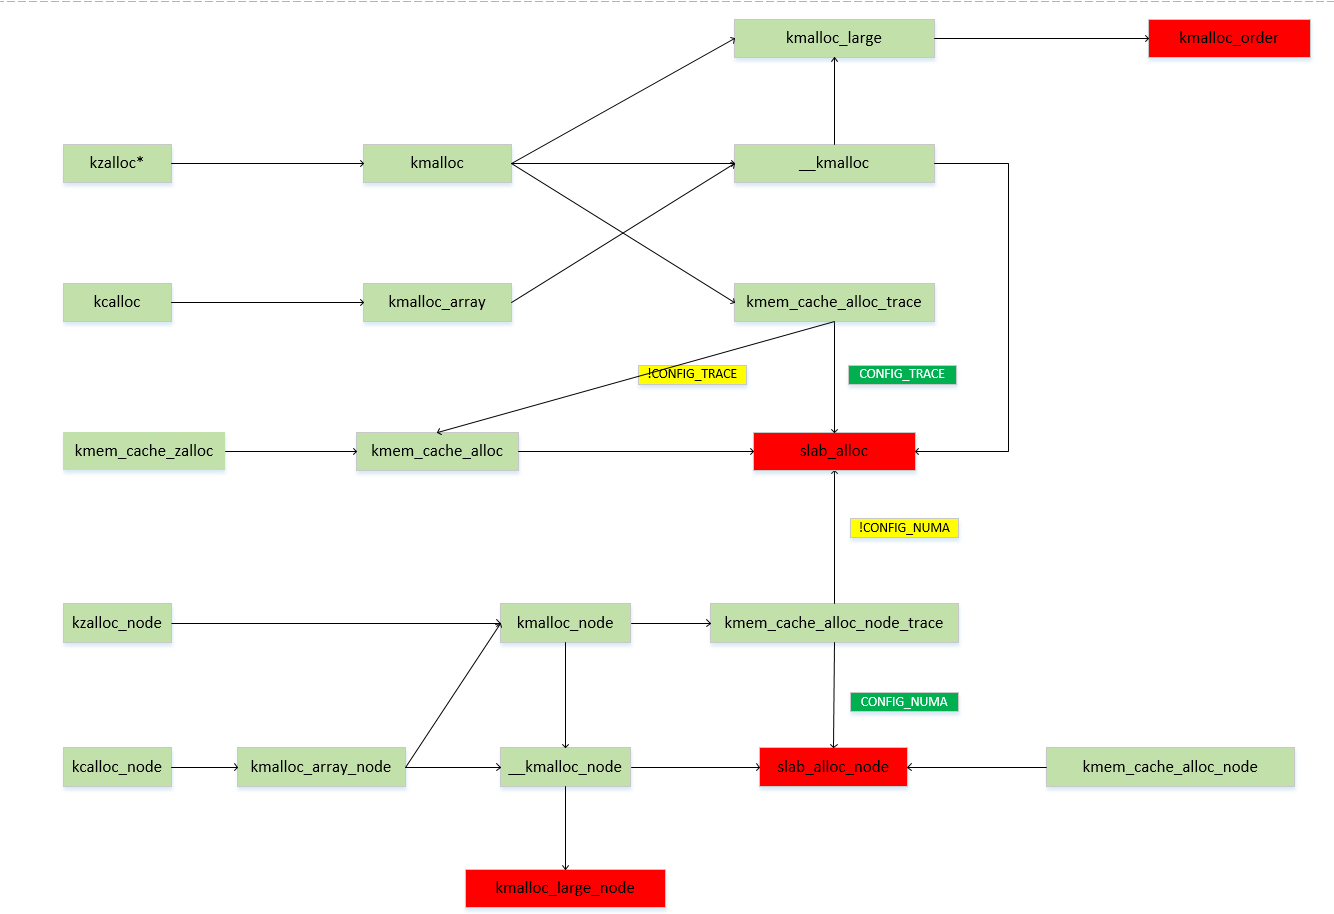 kmalloc_large
kmalloc_order
kzalloc*
kmalloc
__kmalloc
kcalloc
kmalloc_array
kmem_cache_alloc_trace
!CONFIG_TRACE
CONFIG_TRACE
kmem_cache_zalloc
kmem_cache_alloc
slab_alloc
!CONFIG_NUMA
kzalloc_node
kmalloc_node
kmem_cache_alloc_node_trace
CONFIG_NUMA
kcalloc_node
kmalloc_array_node
__kmalloc_node
slab_alloc_node
kmem_cache_alloc_node
kmalloc_large_node